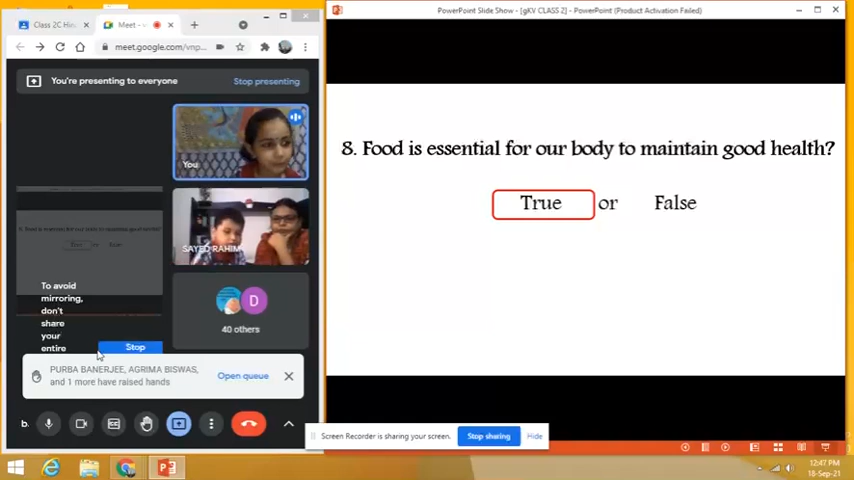 Class 2C Hin
Meet -
PowerPoint Slide Show - [gKV CLASS 2] - PowerPoint (Product Activation Failed)
meet.google.com/vnp
You're presenting to everyone
Stop presenting
You
SAYED RAHIM
To avoid
mirroring,
don't
share
your
entire
Stop
D
40 others
PURBA BANERJEE, AGRIMA BISWAS,
and 1 more have raised hands
Open queue
b.
8. Food is essential for our body to maintain good health?
True or False
Screen Recorder is sharing your screen.
Stop sharing
Hide
12:47 PM
18-Sep-21